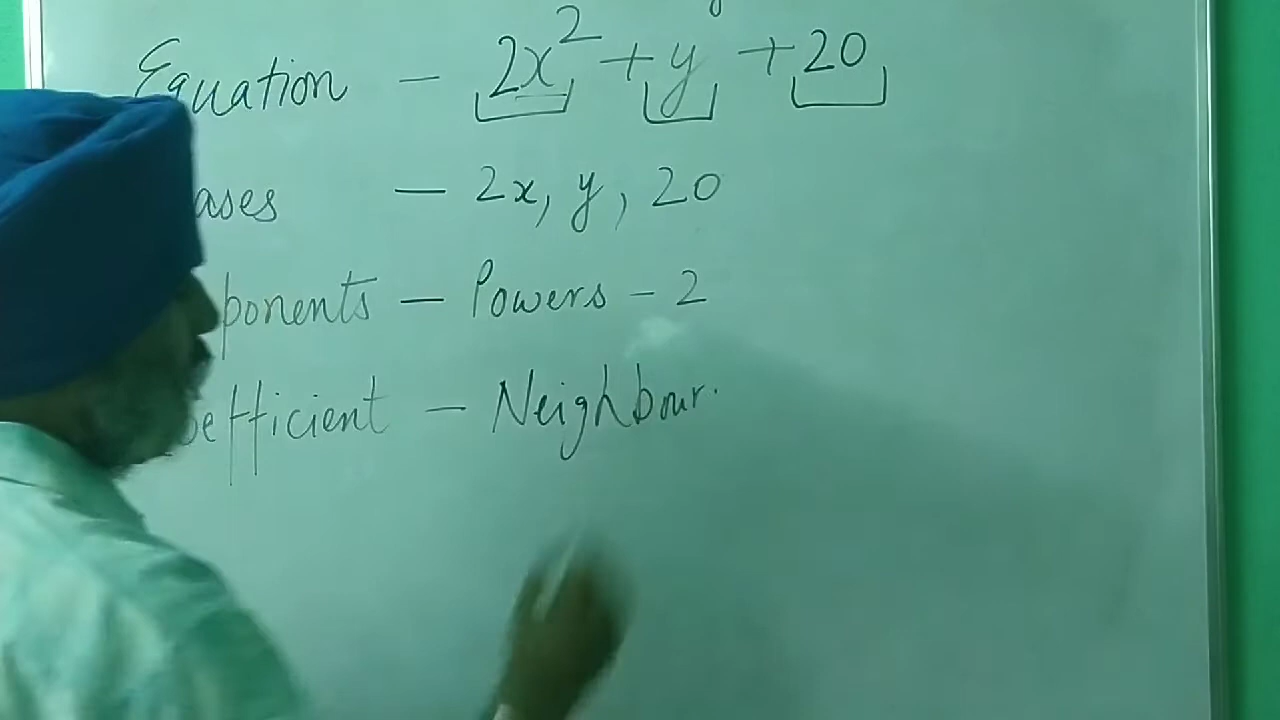 Equation - 2x² + y + 20
ases - 2x, y, 20
ponents - Powers - 2
efficient - Neighbour.